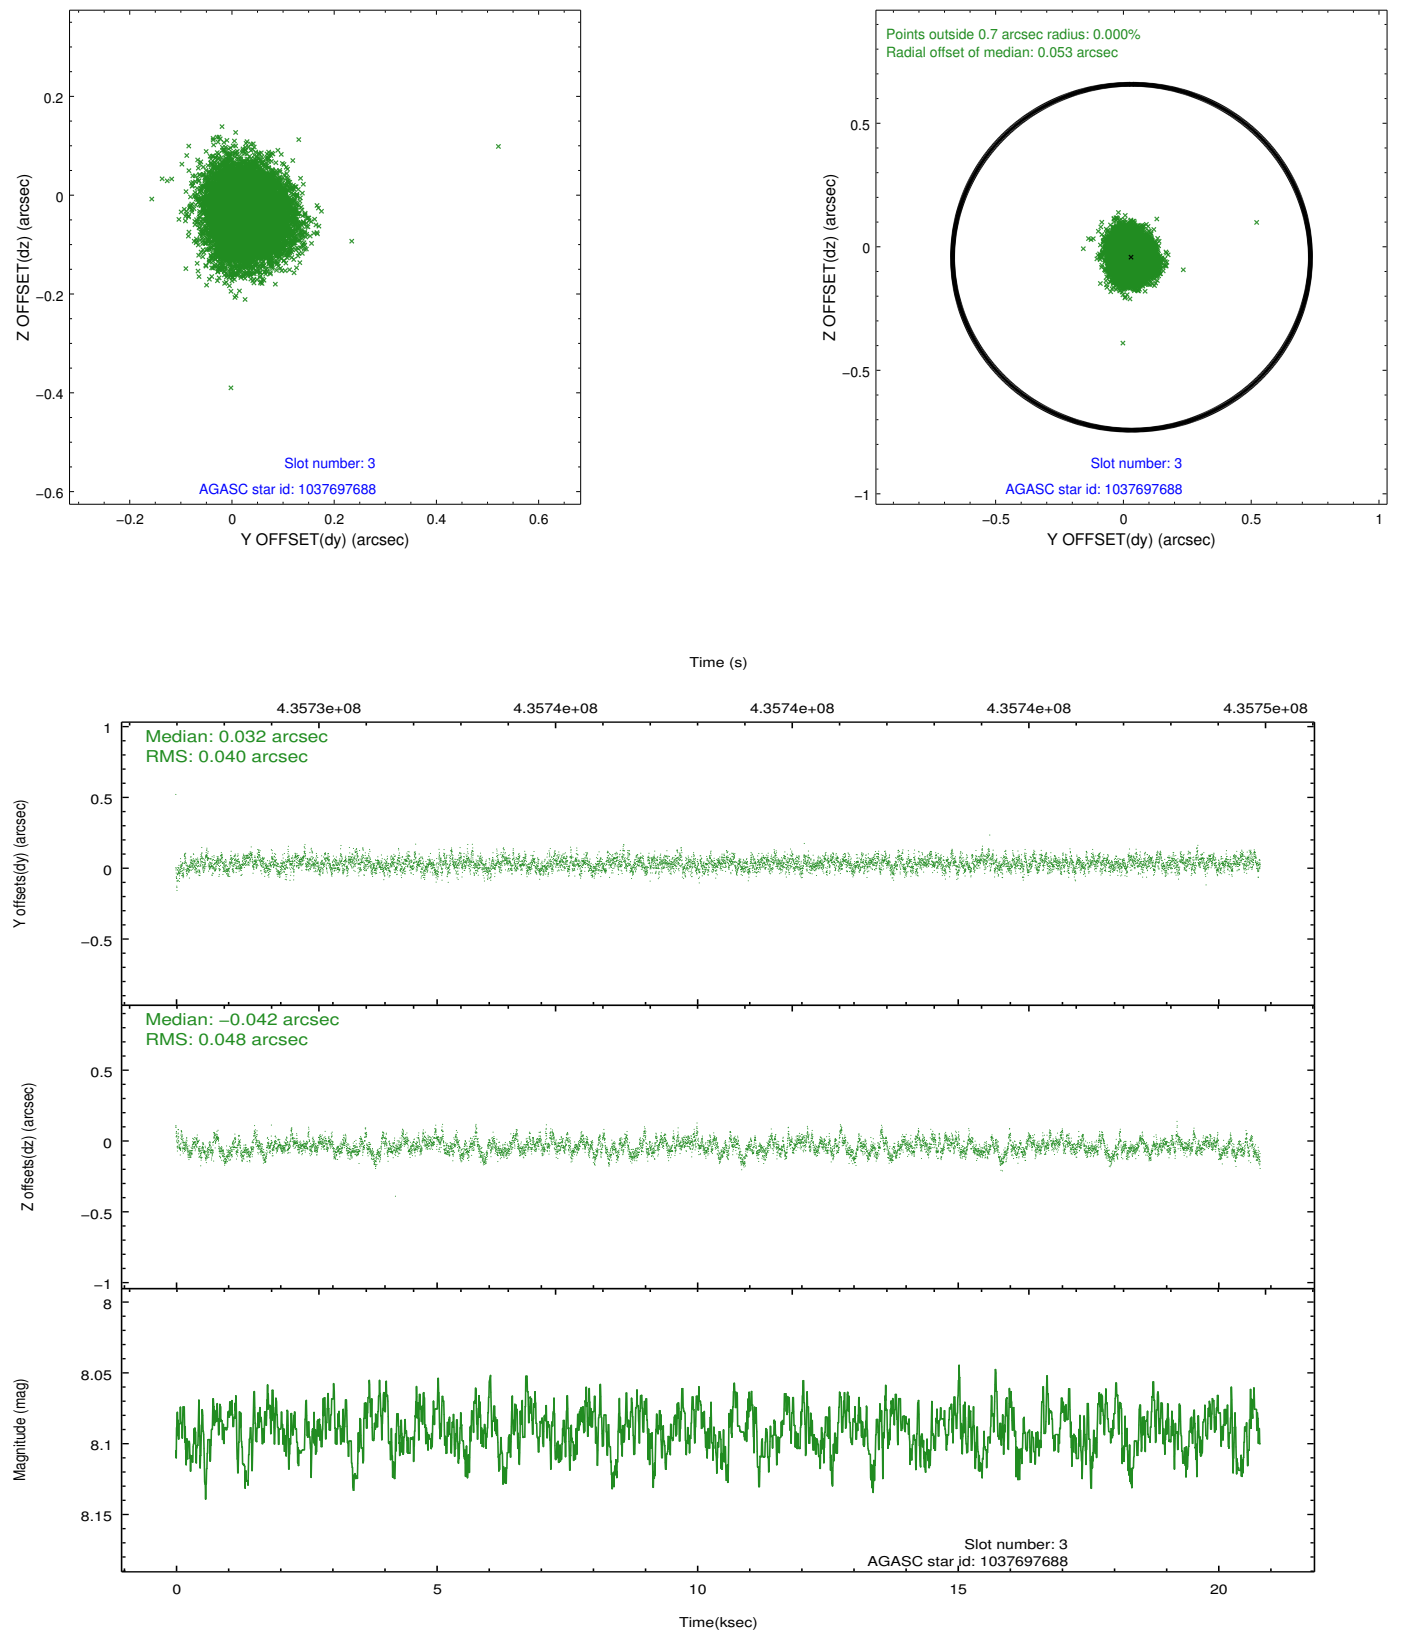 0.2
0
−0.2
−0.4
−0.6
Z OFFSET(dz) (arcsec)
Slot number: 3
AGASC star id: 1037697688
−0.2
0
0.2
0.4
0.6
Y OFFSET(dy) (arcsec)
Points outside 0.7 arcsec radius: 0.000%
Radial offset of median: 0.053 arcsec
0.5
0
−0.5
−1
Z OFFSET(dz) (arcsec)
Slot number: 3
AGASC star id: 1037697688
−0.5
0
0.5
1
Y OFFSET(dy) (arcsec)
Time (s)
4.3573e+08
4.3574e+08
4.3574e+08
4.3574e+08
4.3575e+08
Median: 0.032 arcsec
RMS: 0.040 arcsec
1
0.5
0
−0.5
Y offsets(dy) (arcsec)
Median: −0.042 arcsec
RMS: 0.048 arcsec
0.5
0
−0.5
−1
Z offsets(dz) (arcsec)
8
8.05
8.1
8.15
Magnitude (mag)
Slot number: 3
AGASC star id: 1037697688
0
5
10
15
20
Time(ksec)